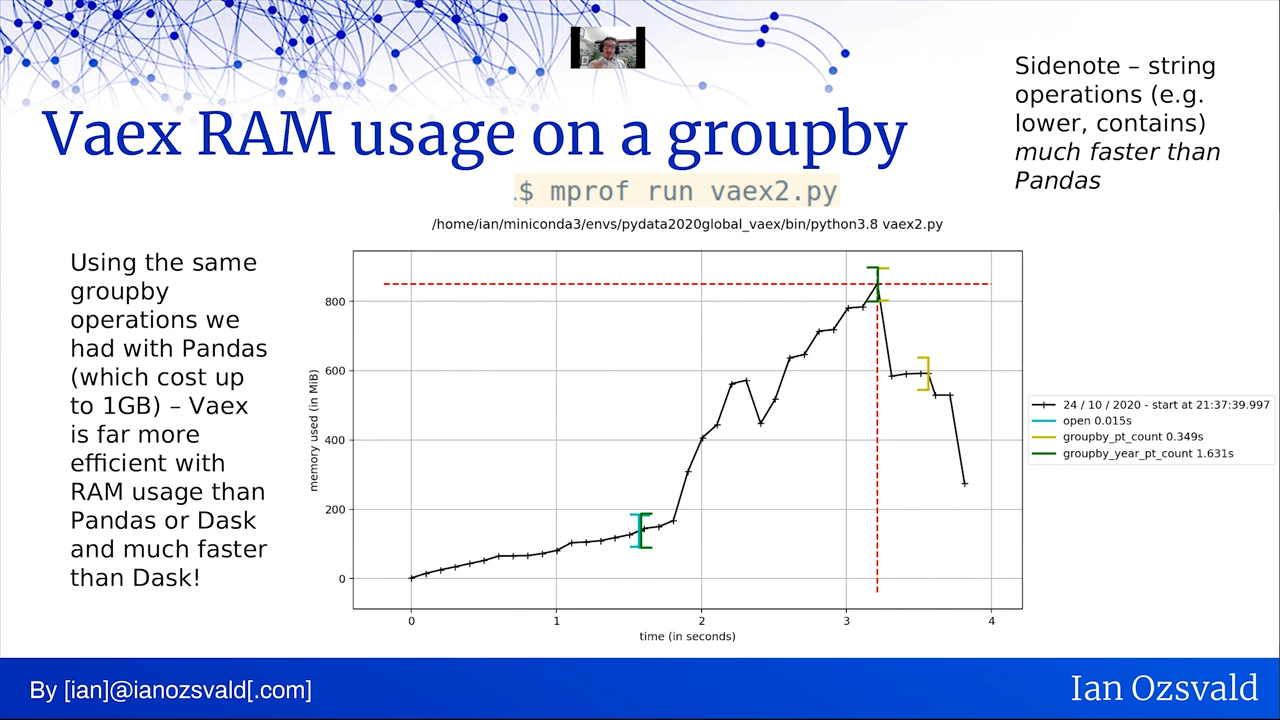 Sidenote – string
operations (e.g.
lower, contains)
much faster than
Pandas
Vaex RAM usage on a groupby
.$ mprof run vaex2.py
/home/ian/miniconda3/envs/pydata2020global_vaex/bin/python3.8 vaex2.py
Using the same
groupby
operations we
had with Pandas
(which cost up
to 1GB) – Vaex
is far more
efficient with
RAM usage than
Pandas or Dask
and much faster
than Dask!
memory used (in MiB)
800
600
400
200
0
0 1 2 3 4
time (in seconds)
24 / 10 / 2020 - start at 21:37:39.997
open 0.015s
groupby_pt_count 0.349s
groupby_year_pt_count 1.631s
By [ian]@ianozsvald[.com]
Ian Ozsvald